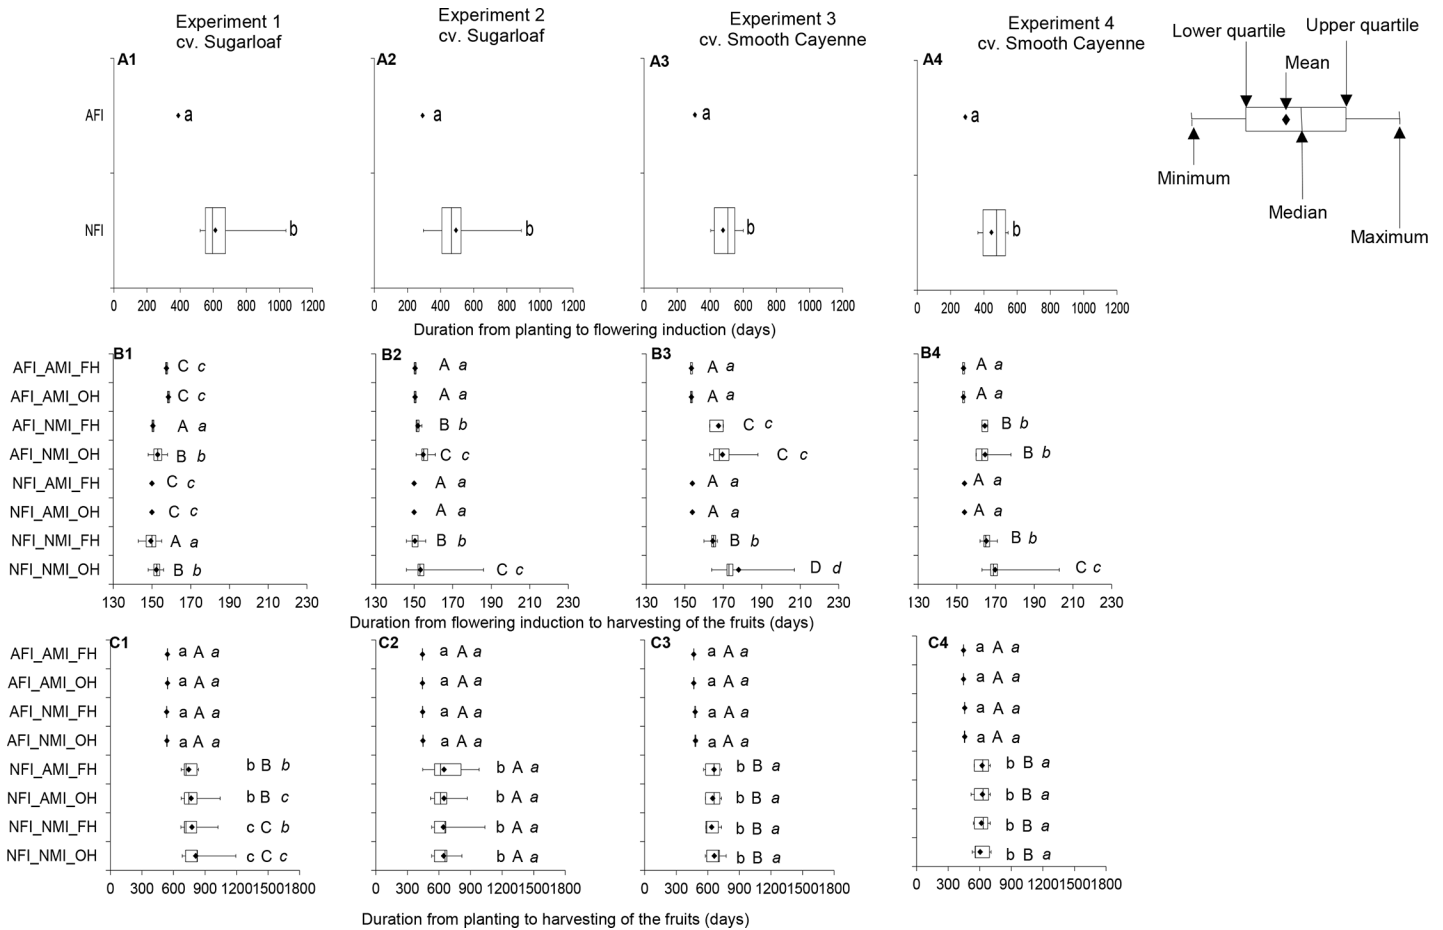 Experiment 1
cv. Sugarloaf
Experiment 2
cv. Sugarloaf
Experiment 3
cv. Smooth Cayenne
Experiment 4
cv. Smooth Cayenne
Lower quartile
Upper quartile
Mean
Minimum
Median
Maximum
A1 A2 A3 A4
AFI a a a a
NFI b b b b
0 200 400 600 800 1000 1200 0 200 400 600 800 1000 1200 0 200 400 600 800 1000 1200 0 200 400 600 800 1000 1200
Duration from planting to flowering induction (days)
B1 B2 B3 B4
AFI_AMI_FH C c A a A a A a
AFI_AMI_OH C c A a A a A a
AFI_NMI_FH A a B b C c B b
AFI_NMI_OH B b C c C c B b
NFI_AMI_FH C c A a A a A a
NFI_AMI_OH C c A a A a A a
NFI_NMI_FH A a B b B b B b
NFI_NMI_OH B b C c D d C c
130 150 170 190 210 230 130 150 170 190 210 230 130 150 170 190 210 230 130 150 170 190 210 230
Duration from flowering induction to harvesting of the fruits (days)
C1 C2 C3 C4
AFI_AMI_FH a A a a A a a A a a A a
AFI_AMI_OH a A a a A a a A a a A a
AFI_NMI_FH a A a a A a a A a a A a
AFI_NMI_OH a A a a A a a A a a A a
NFI_AMI_FH b B b b A a b B a b B a
NFI_AMI_OH b B c b A a b B a b B a
NFI_NMI_FH c C b b A a b B a b B a
NFI_NMI_OH c C c b A a b B a b B a
0 300 600 900 1200 1500 1800 0 300 600 900 1200 1500 1800 0 300 600 900 1200 1500 1800 0 300 600 900 1200 1500 1800
Duration from planting to harvesting of the fruits (days)